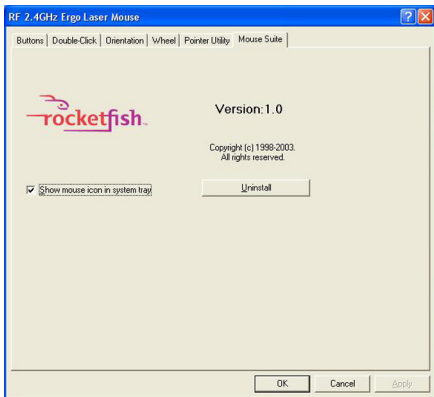 RF 2.4GHz Ergo Laser Mouse
Buttons Double-Click Orientation Wheel Pointer Utility Mouse Suite
rocketfish
Version:1.0
Copyright (c) 1998-2003.
All rights reserved.
Show mouse icon in system tray
Uninstall
OK Cancel Apply